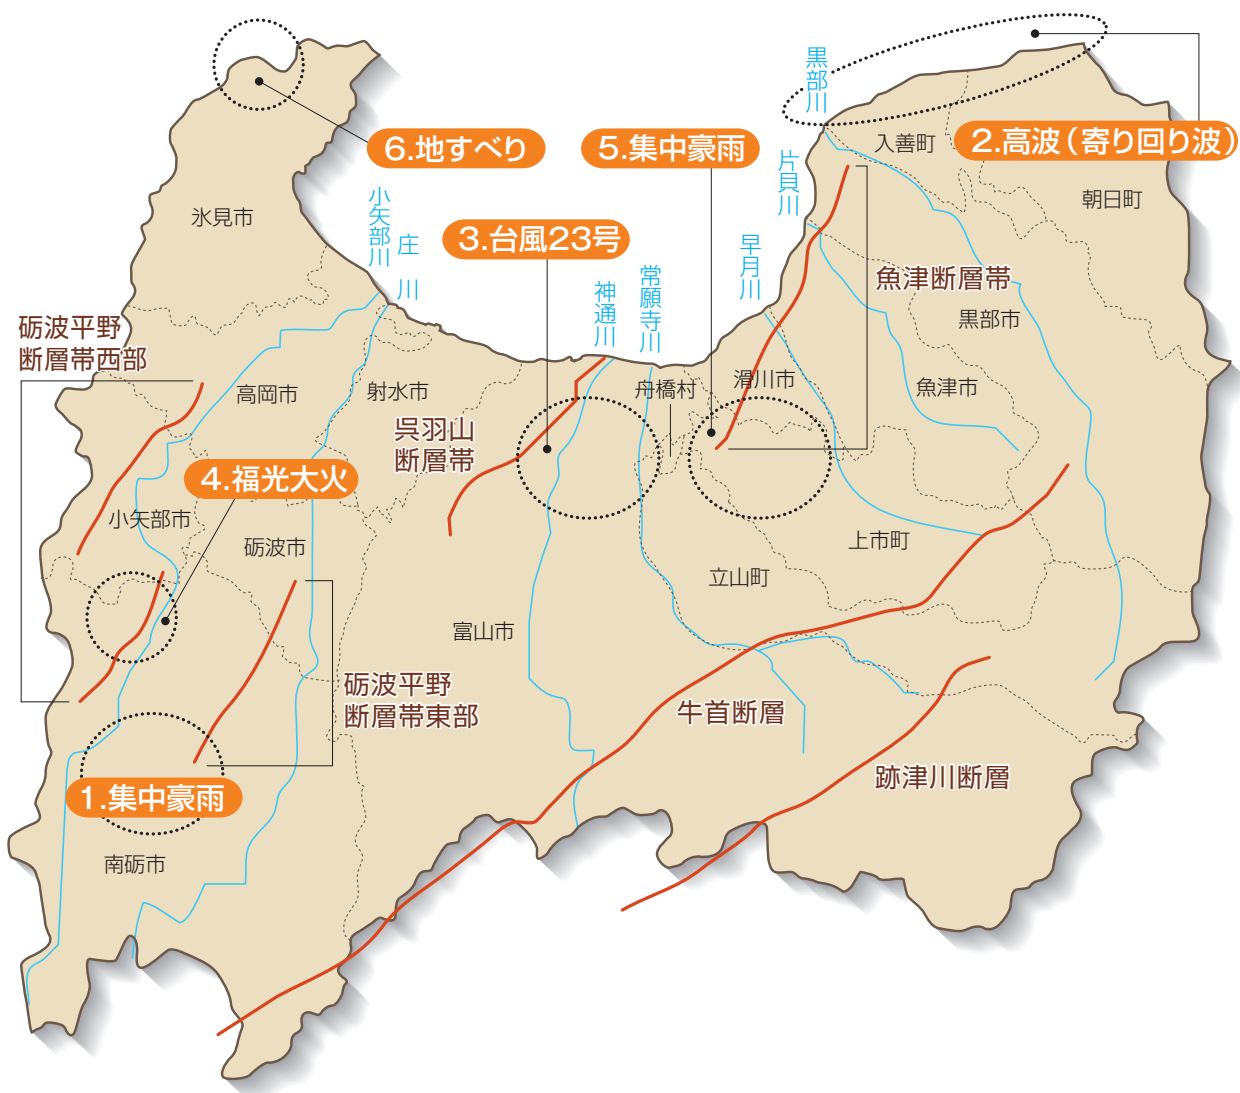 黒部川
入善町
2.高波(寄り回り波)
6.地すべり
5.集中豪雨
片貝川
朝日町
氷見市
小矢部川
庄川
3.台風23号
早月川
常願寺川
神通川
魚津断層帯
黒部市
砺波平野
断層帯西部
高岡市
射水市
舟橋村
滑川市
魚津市
呉羽山
断層帯
4.福光大火
小矢部市
砺波市
上市町
立山町
富山市
砺波平野
断層帯東部
牛首断層
跡津川断層
1.集中豪雨
南砺市